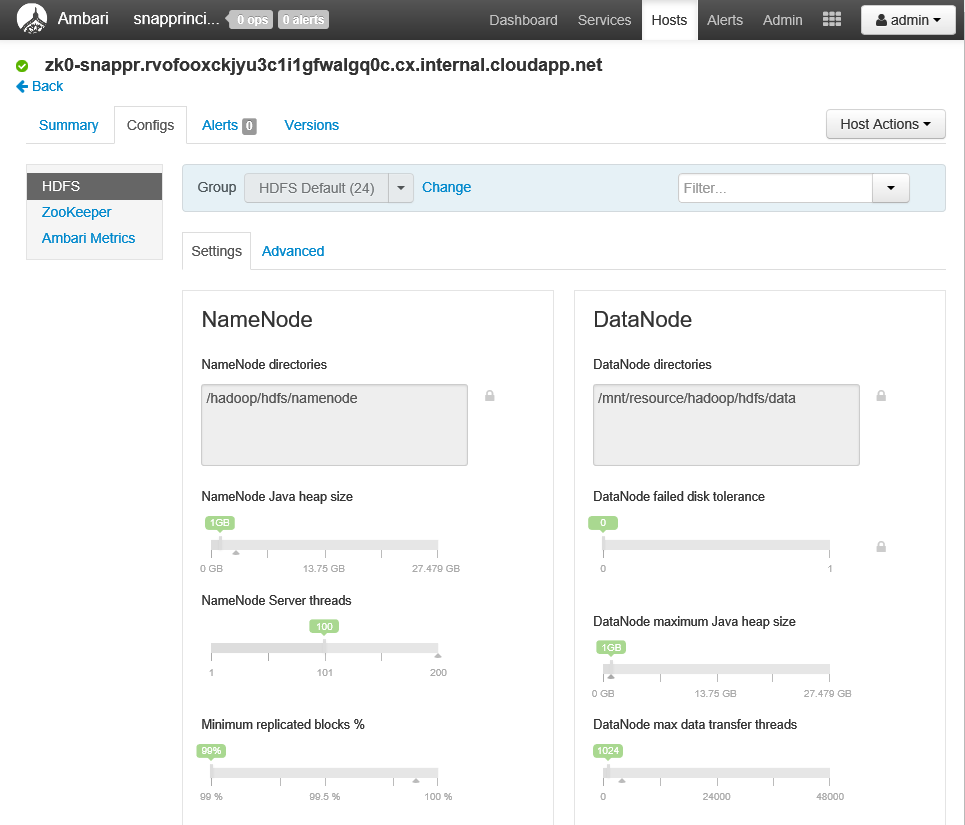 Ambari snapprinci... 0 ops 0 alerts Dashboard Services Hosts Alerts Admin admin
zk0-snappr.rvofooxckjyu3c1i1gfwalgq0c.cx.internal.cloudapp.net
Back
Summary Configs Alerts 0 Versions Host Actions
HDFS
ZooKeeper
Ambari Metrics
Group HDFS Default (24) Change Filter...
Settings Advanced
NameNode
NameNode directories
/hadoop/hdfs/namenode
NameNode Java heap size
1GB
0 GB 13.75 GB 27.479 GB
NameNode Server threads
100
1 101 200
Minimum replicated blocks %
99%
99 % 99.5 % 100 %
DataNode
DataNode directories
/mnt/resource/hadoop/hdfs/data
DataNode failed disk tolerance
0
0 1
DataNode maximum Java heap size
1GB
0 GB 13.75 GB 27.479 GB
DataNode max data transfer threads
1024
0 24000 48000